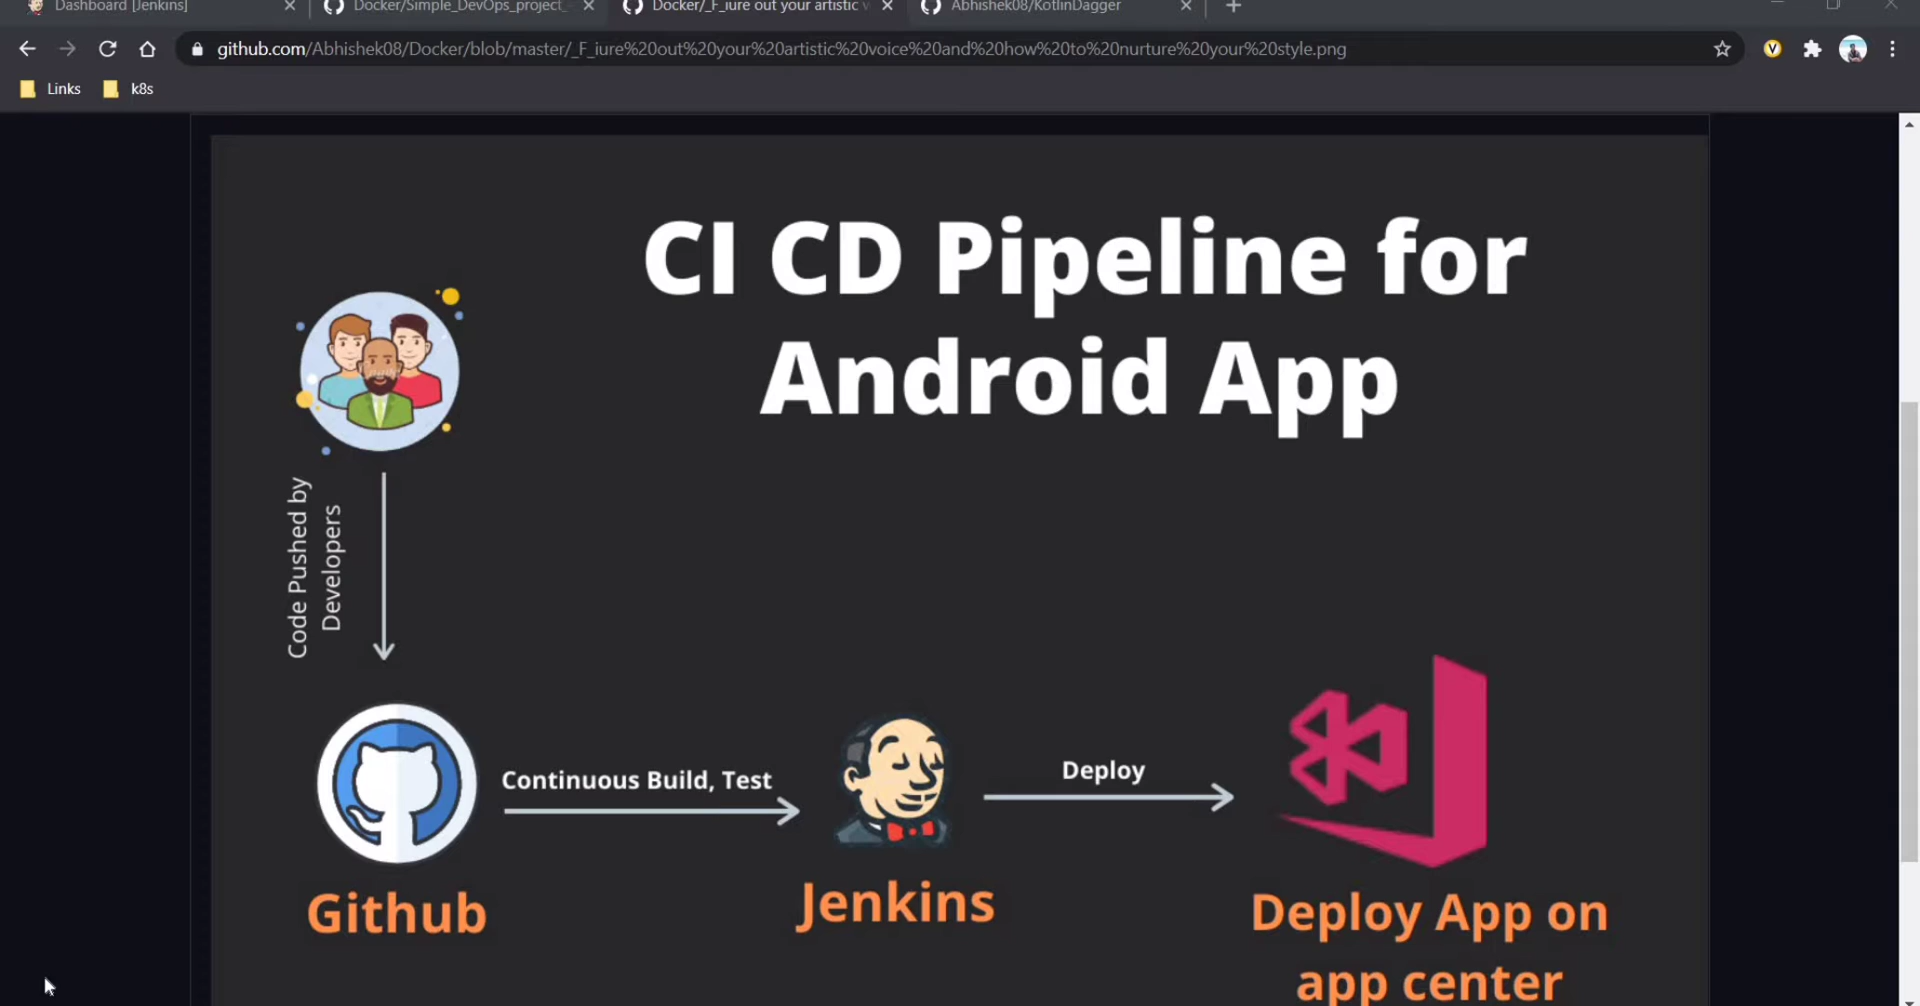 Dashboard [Jenkins]
Docker/Simple_DevOps_project_
Docker/_F_iure out your artistic v
Abhishek08/KotlinDagger
github.com/Abhishek08/Docker/blob/master/_F_iure%20out%20your%20artistic%20voice%20and%20how%20to%20nurture%20your%20style.png
V
Links
k8s
CI CD Pipeline for
Android App
Code Pushed by
Developers
Continuous Build, Test
Deploy
Github
Jenkins
Deploy App on
app center